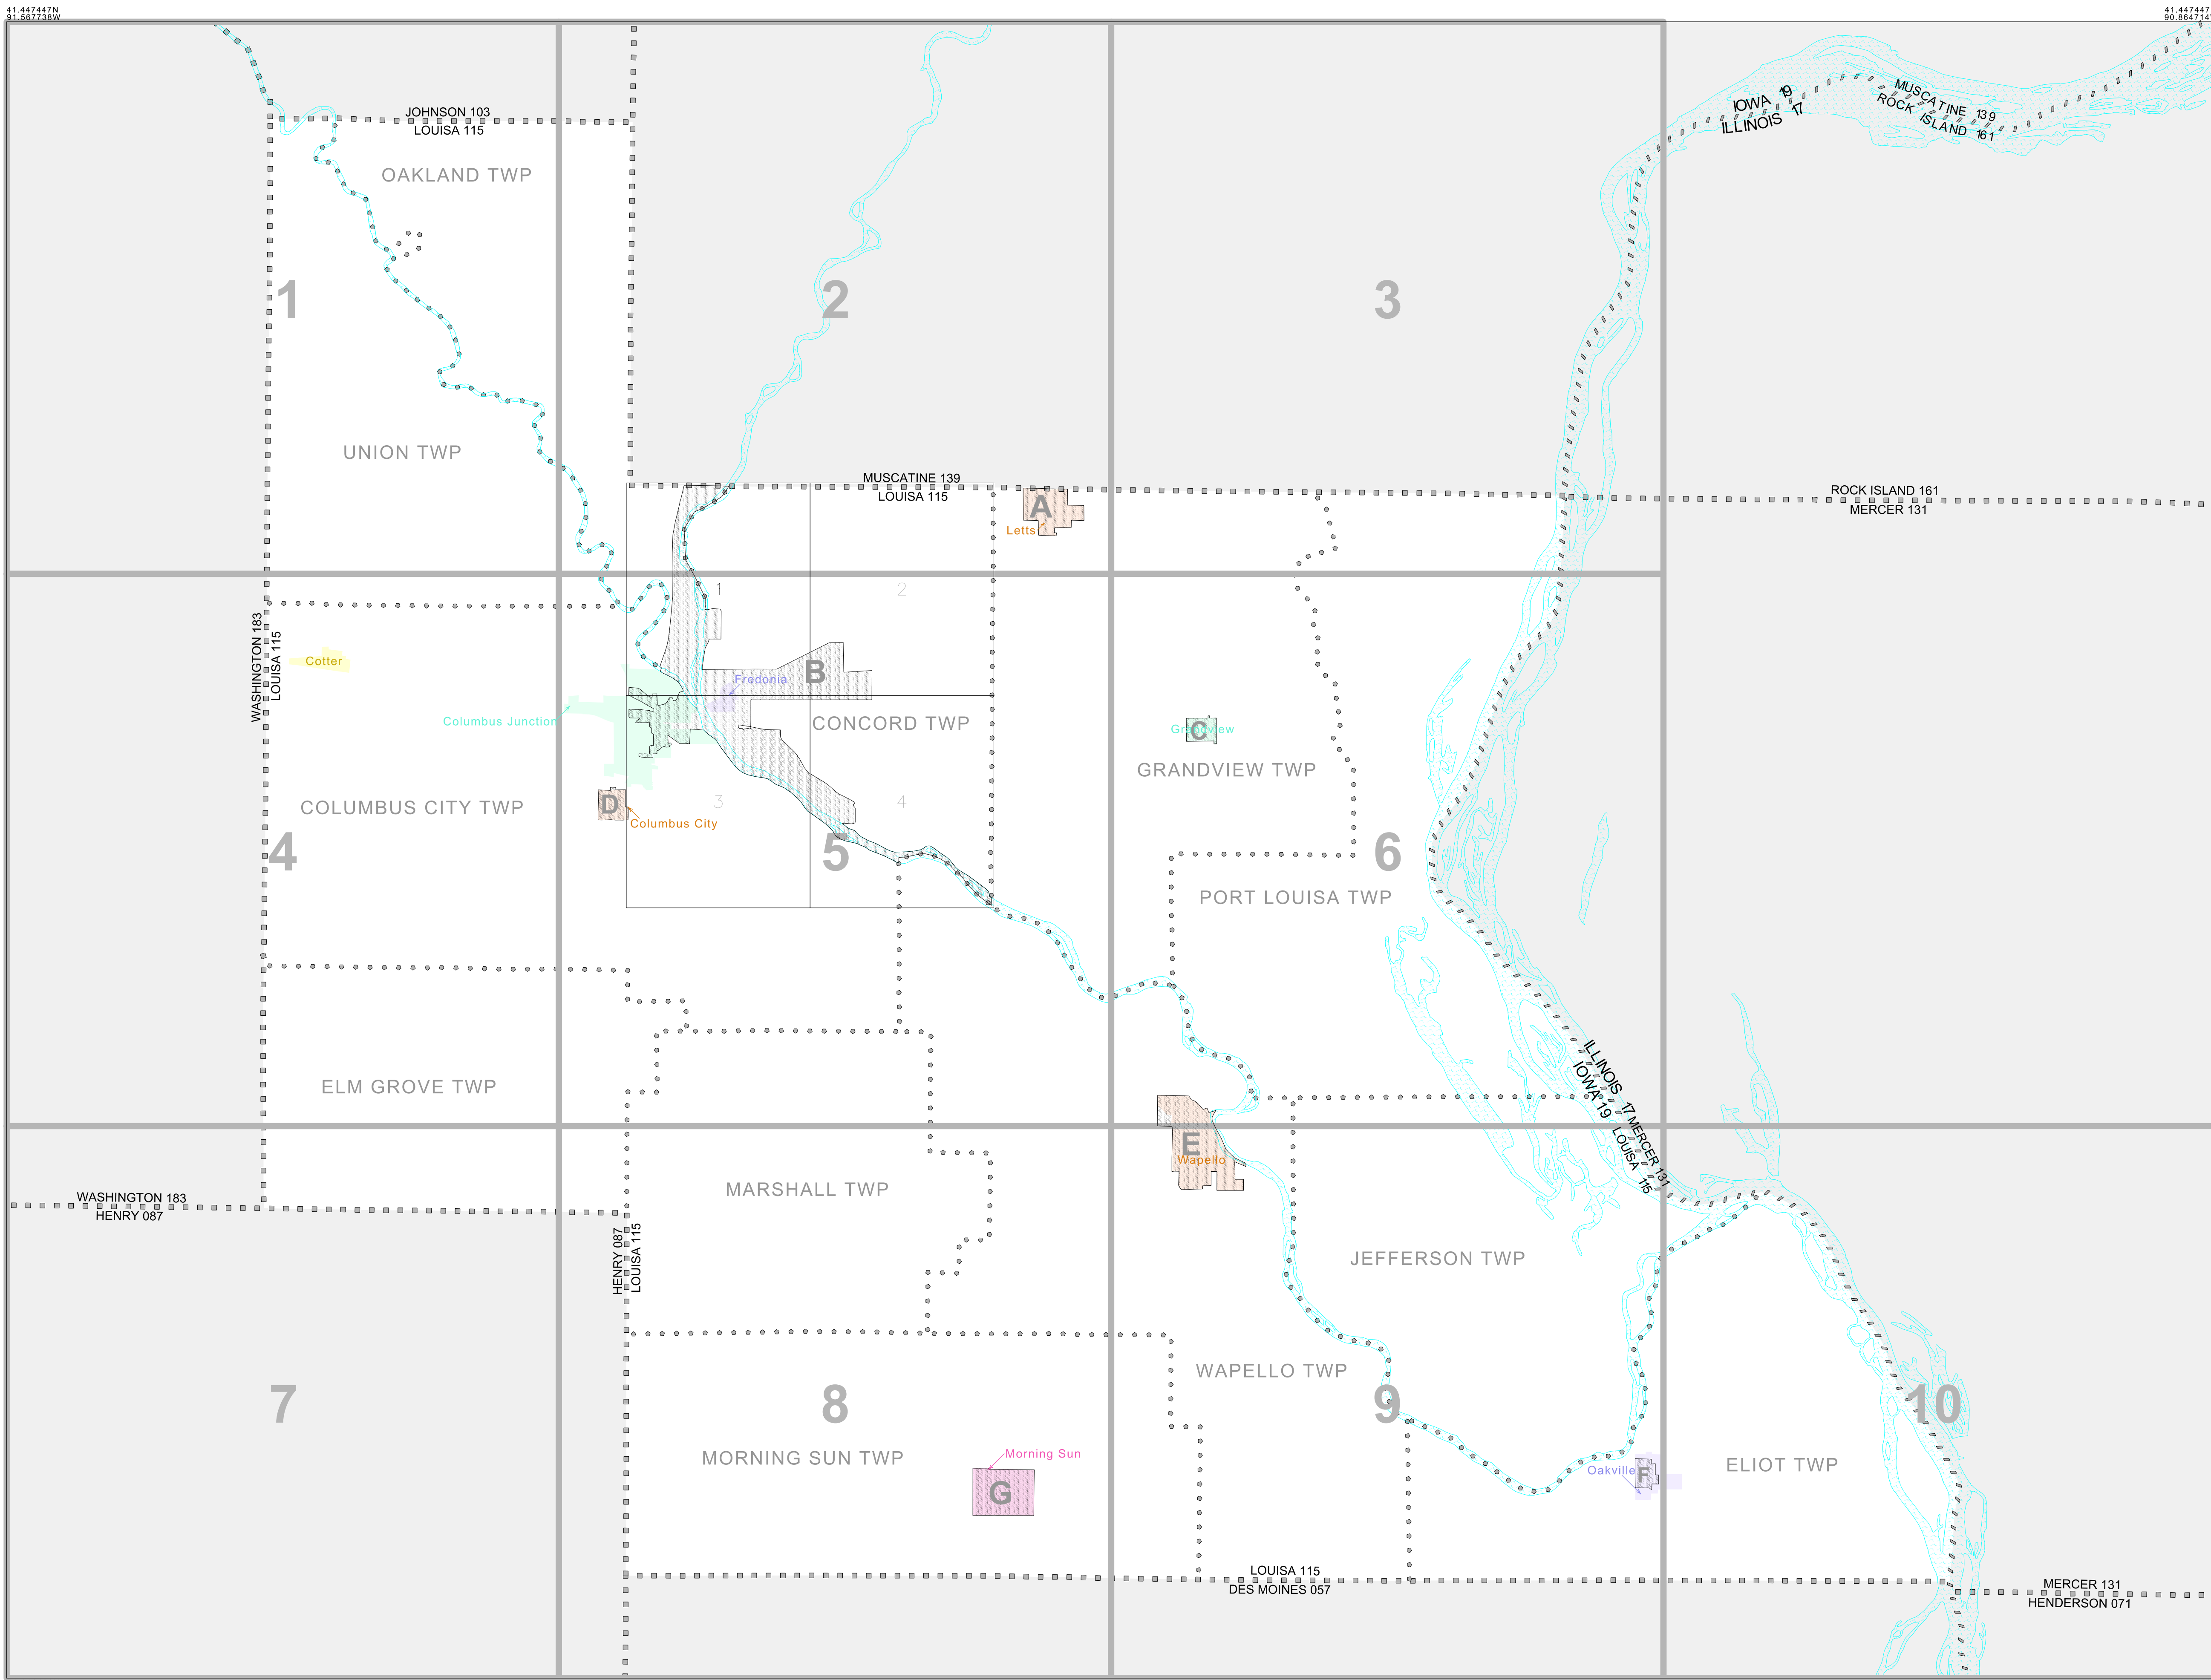 41.447447N
91.567738W
41.447447
90.864714
JOHNSON 103
LOUISA 115
OAKLAND TWP
IOWA 19
ILLINOIS 17
MUSCATINE 139
ROCK ISLAND 161
1
2
3
UNION TWP
MUSCATINE 139
LOUISA 115
A
Letts
ROCK ISLAND 161
MERCER 131
1
2
WASHINGTON 183
LOUISA 115
Cotter
B
Fredonia
Columbus Junction
CONCORD TWP
C
Grandview
GRANDVIEW TWP
COLUMBUS CITY TWP
D
Columbus City
3
4
4
5
6
PORT LOUISA TWP
ELM GROVE TWP
ILLINOIS 17
IOWA 19
MERCER 131
LOUISA 115
E
Wapello
WASHINGTON 183
HENRY 087
MARSHALL TWP
HENRY 087
LOUISA 115
JEFFERSON TWP
WAPELLO TWP
7
8
9
10
MORNING SUN TWP
Morning Sun
G
Oakville
F
ELIOT TWP
LOUISA 115
DES MOINES 057
MERCER 131
HENDERSON 071